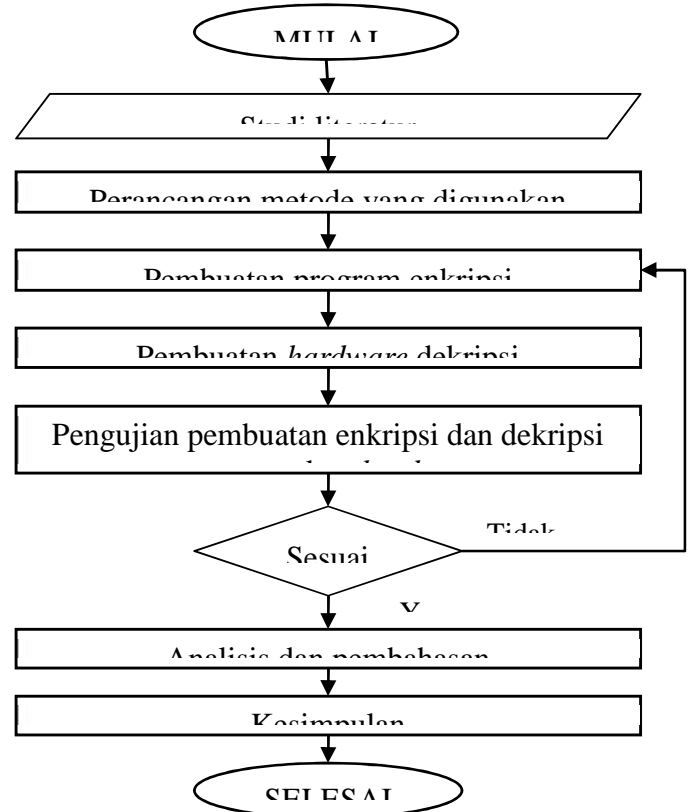 MULAI
Studi literatur
Perancangan metode yang digunakan
Pembuatan program enkripsi
Pembuatan hardware dekripsi
Pengujian pembuatan enkripsi dan dekripsi
Sesuai
Tidak
Y
Analisis dan pembahasan
Kesimpulan
SELESAI